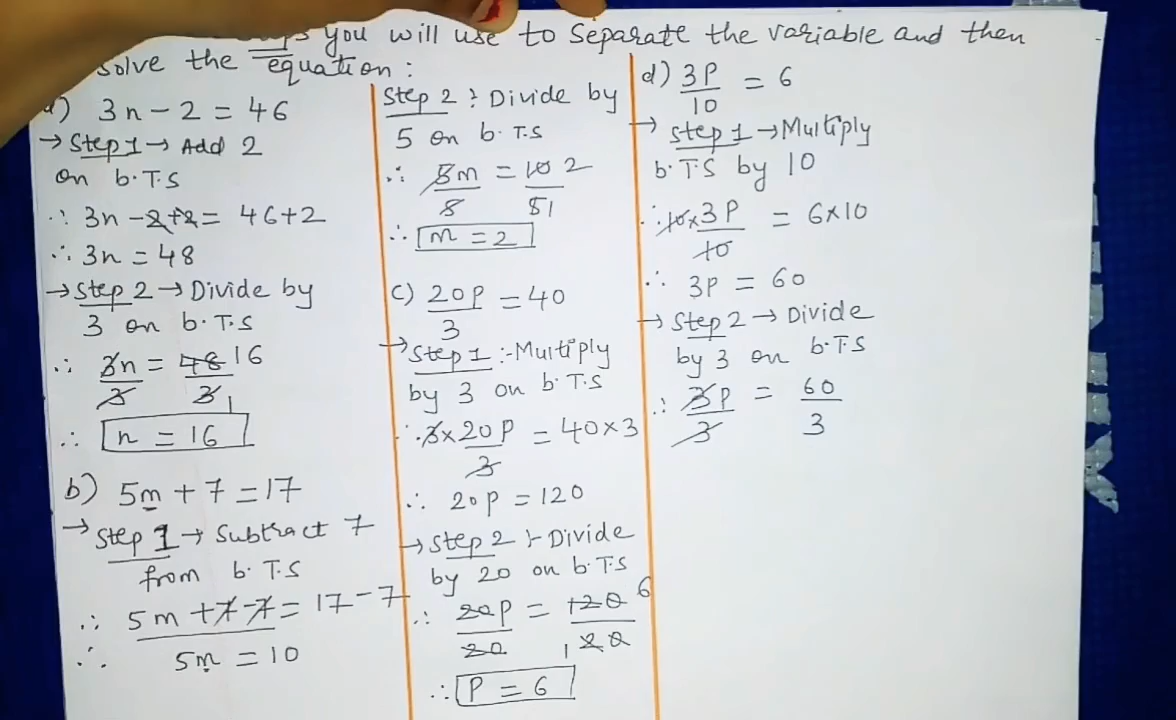 you will use to separate the variable and then
solve the equation :
3n - 2 = 46
→ Step 1 → Add 2
on b.T.S
∴ 3n - 2 + 2 = 46 + 2
∴ 3n = 48
→ Step 2 → Divide by
3 on b.T.S
∴ 3n/3 = 48/3 16 1
∴ n = 16
b) 5m + 7 = 17
→ Step 1 → Subtract 7
from b.T.S
∴ 5m + 7 - 7 = 17 - 7
∴ 5m = 10
Step 2 : Divide by
5 on b.T.S
∴ 5m/5 = 10/5 2 1
∴ m = 2
c) 20p/3 = 40
→ Step 1 :- Multiply
by 3 on b.T.S
∴ 3 × 20p/3 = 40 × 3
∴ 20p = 120
→ Step 2 :- Divide
by 20 on b.T.S
∴ 20p/20 = 120/20 6 1
∴ P = 6
d) 3P/10 = 6
→ Step 1 → Multiply
b.T.S by 10
∴ 10 × 3P/10 = 6 × 10
∴ 3P = 60
→ Step 2 → Divide
by 3 on b.T.S
∴ 3P/3 = 60/3